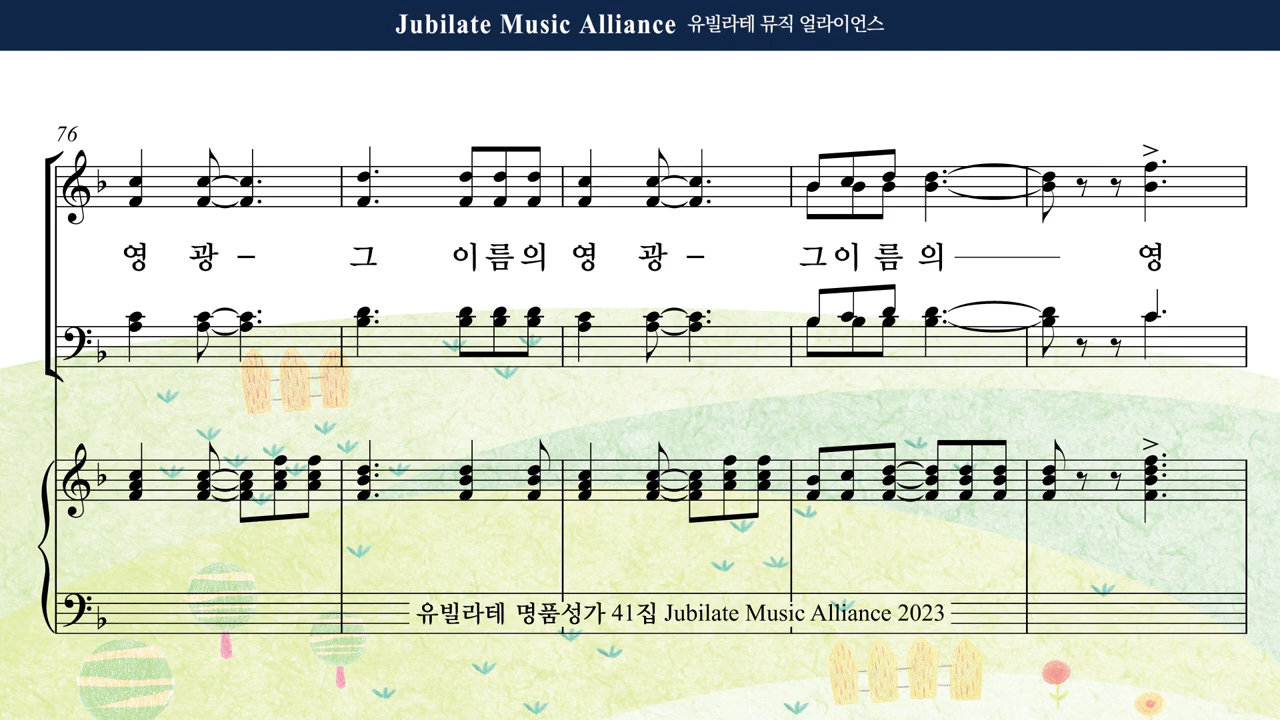 Jubilate Music Alliance 유빌라테 뮤직 얼라이언스
76
영 광 - 그 이름의 영 광 - 그이 름 의 영
유빌라테 명품성가 41집 Jubilate Music Alliance 2023